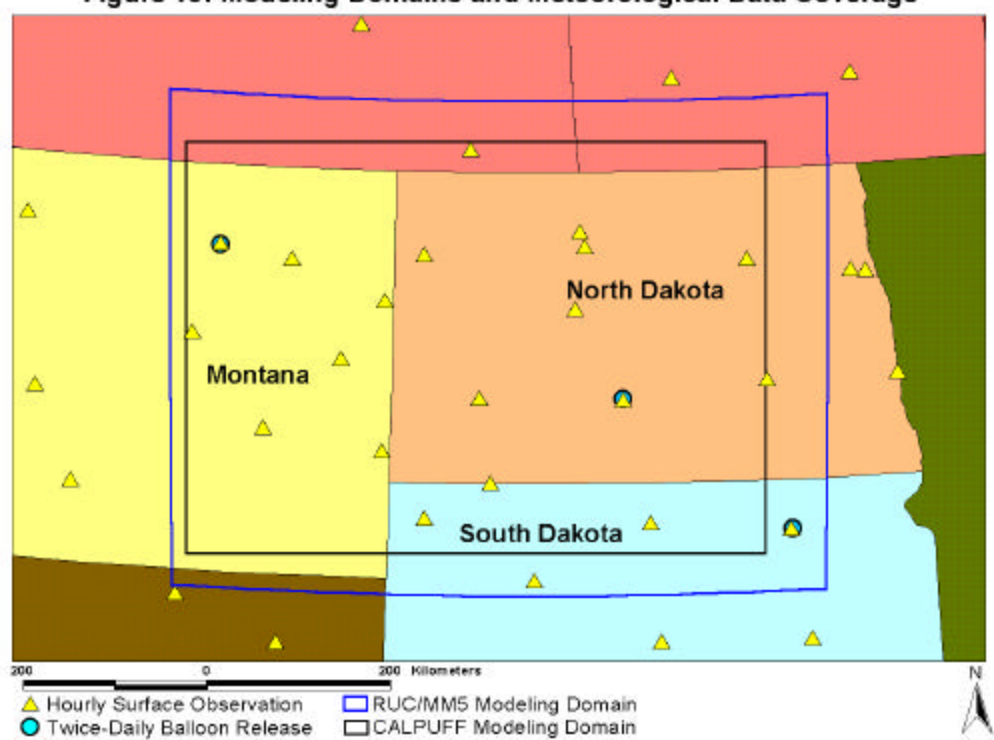 North Dakota
Montana
South Dakota
200 0 200 Kilometers
N
Hourly Surface Observation
RUC/MM5 Modeling Domain
Twice-Daily Balloon Release
CALPUFF Modeling Domain